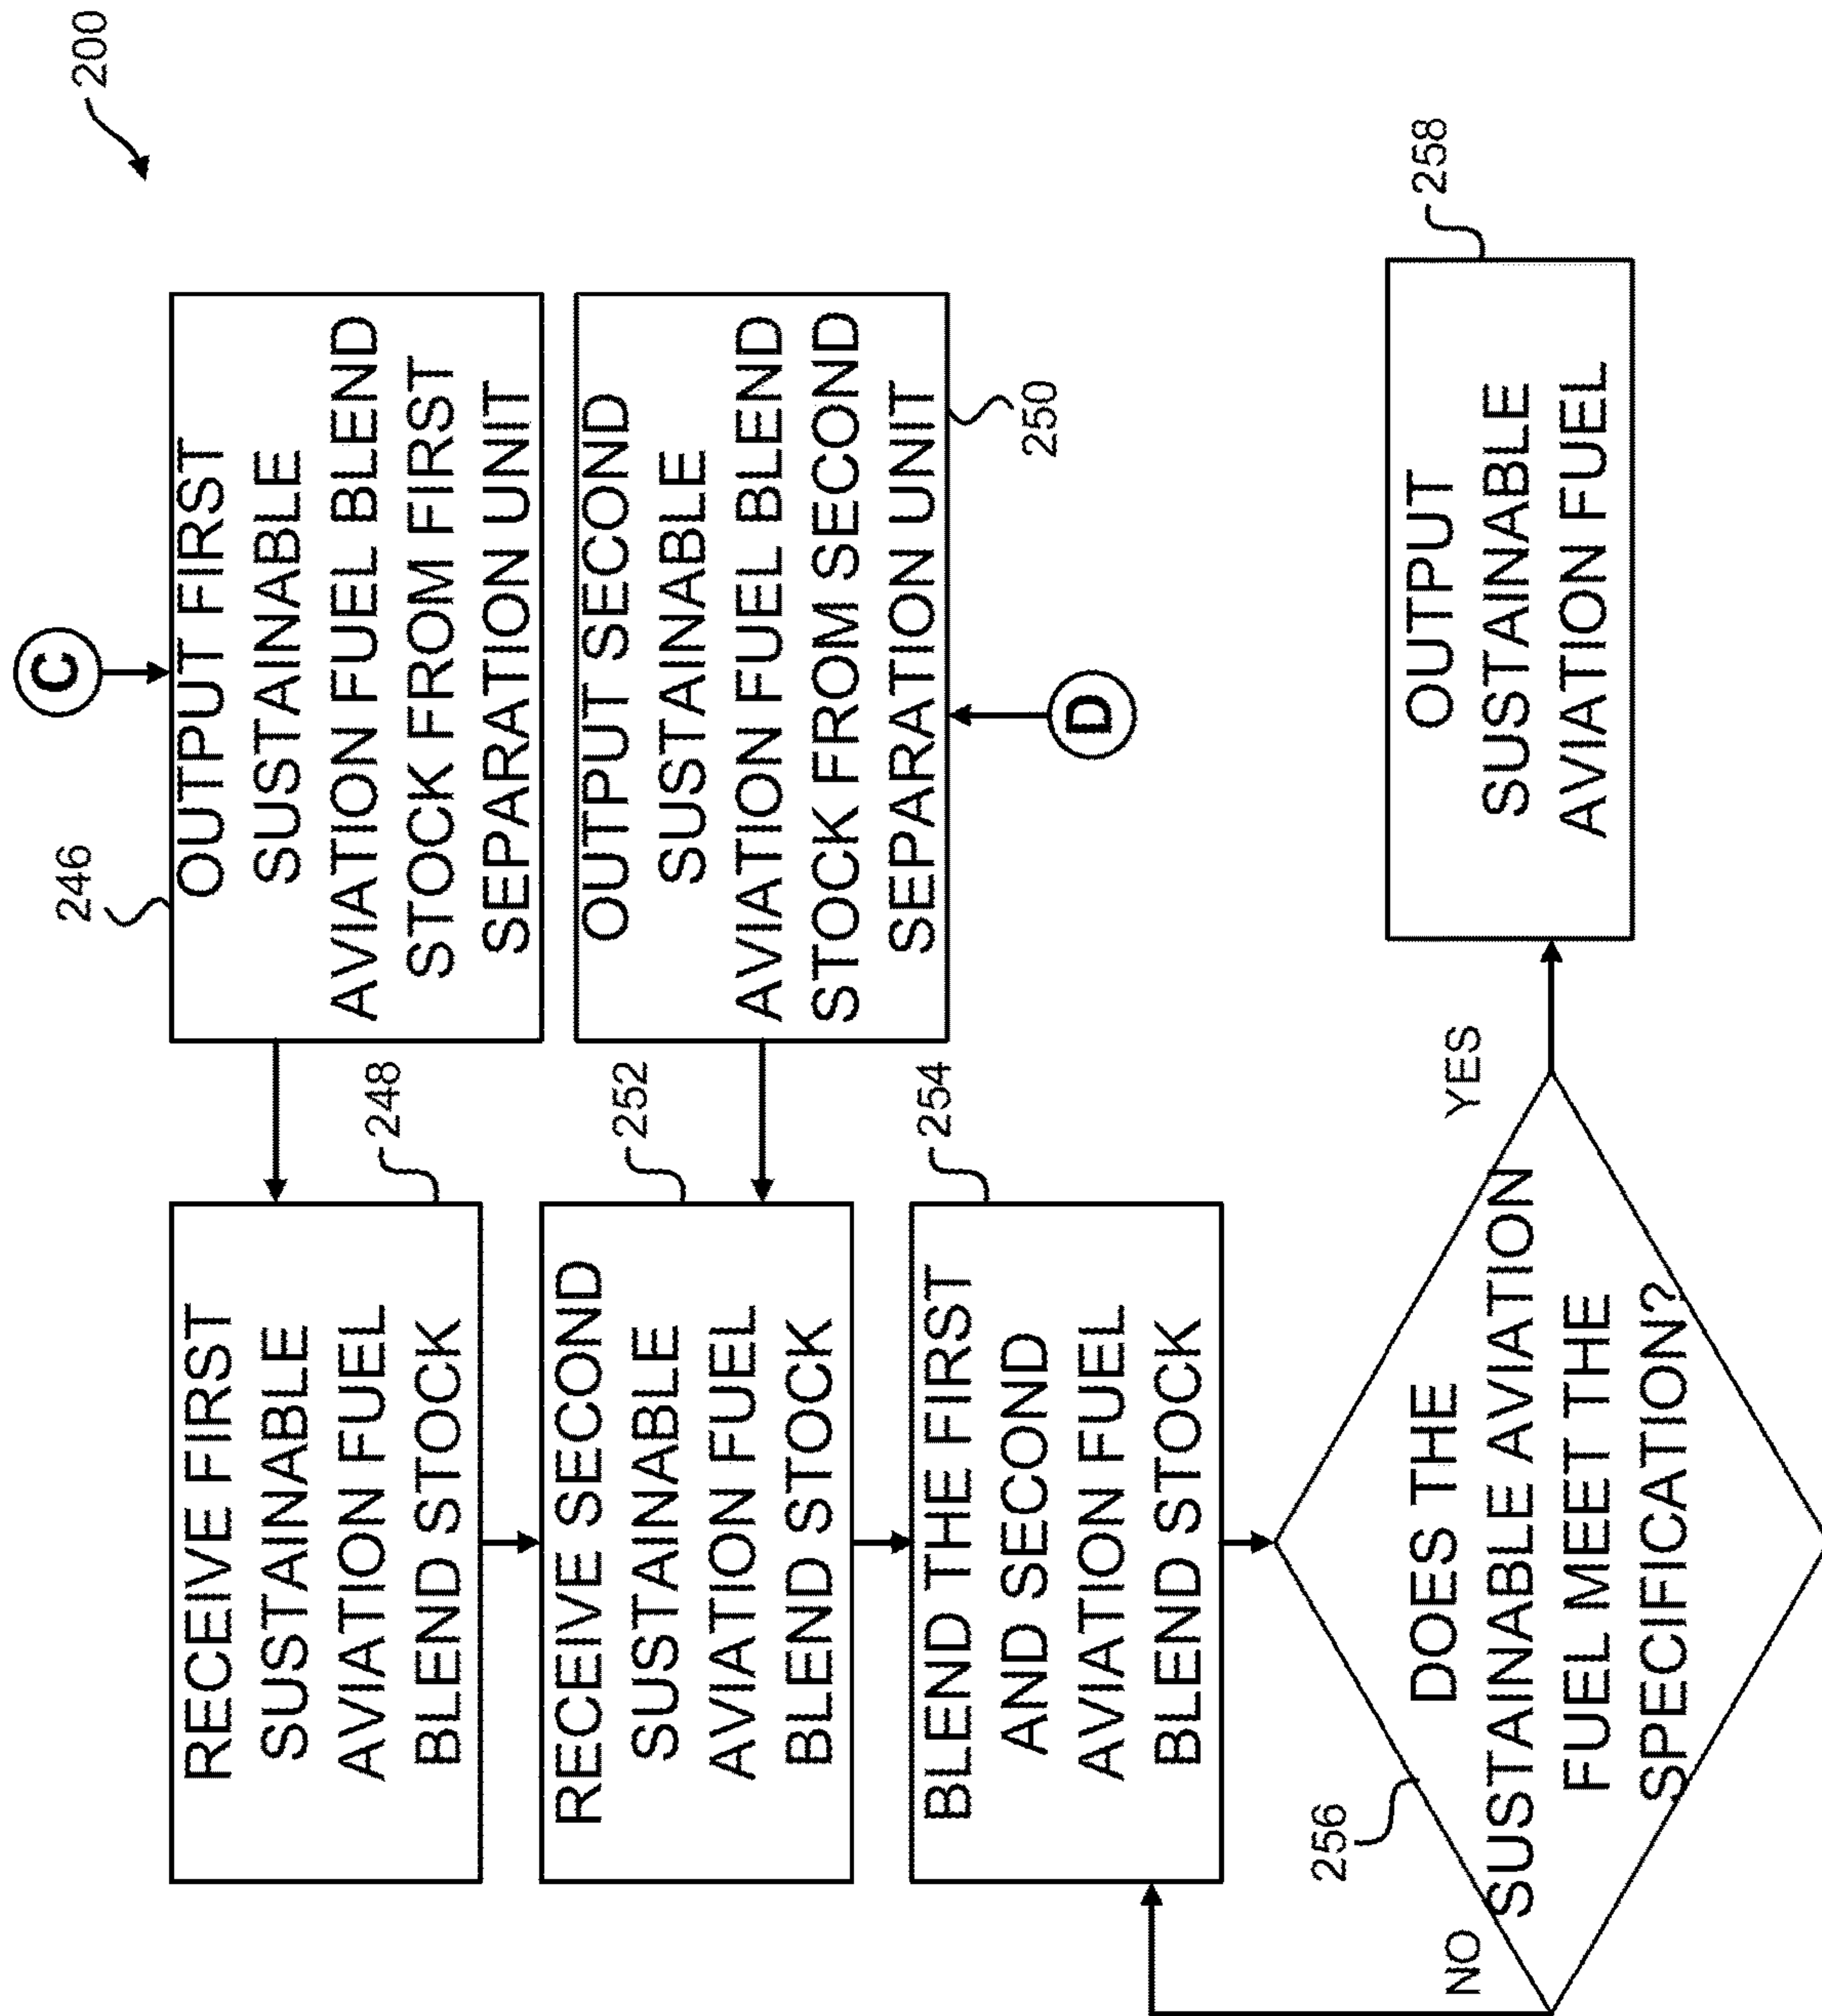 200
C
246
OUTPUT FIRST
SUSTAINABLE
AVIATION FUEL BLEND
STOCK FROM FIRST
SEPARATION UNIT
RECEIVE FIRST
SUSTAINABLE
AVIATION FUEL
BLEND STOCK
248
OUTPUT SECOND
SUSTAINABLE
AVIATION FUEL BLEND
STOCK FROM SECOND
SEPARATION UNIT
250
D
RECEIVE SECOND
SUSTAINABLE
AVIATION FUEL
BLEND STOCK
252
BLEND THE FIRST
AND SECOND
AVIATION FUEL
BLEND STOCK
254
256
DOES THE
SUSTAINABLE AVIATION
FUEL MEET THE
SPECIFICATION?
NO
YES
OUTPUT
SUSTAINABLE
AVIATION FUEL
258